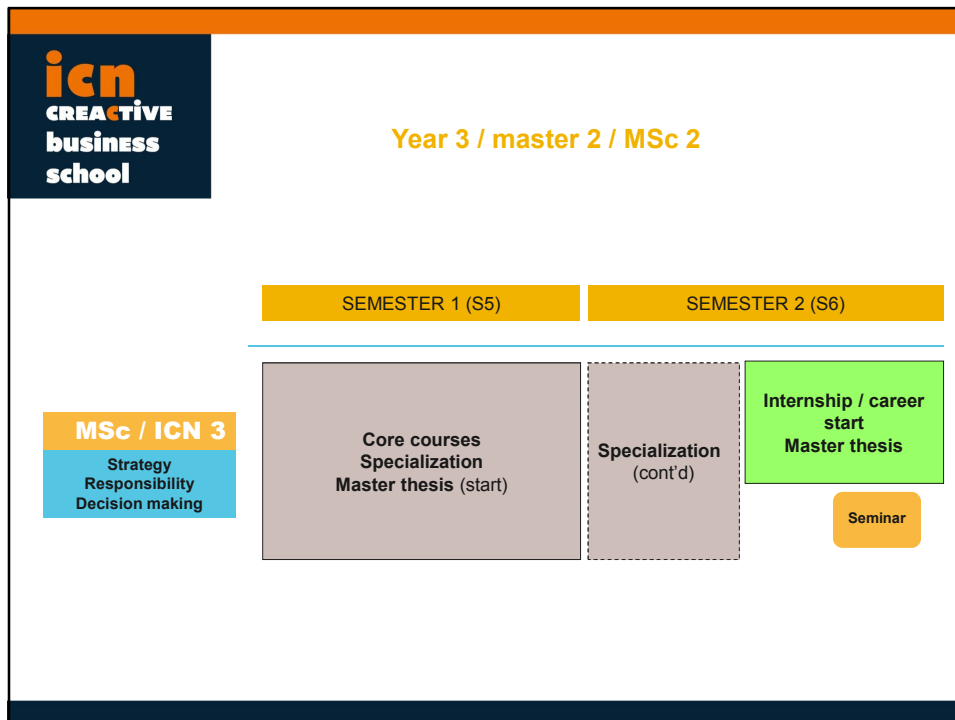 icn
CREACTIVE
business
school
Year 3 / master 2 / MSc 2
SEMESTER 1 (S5)
SEMESTER 2 (S6)
MSc / ICN 3
Strategy
Responsibility
Decision making
Core courses
Specialization
Master thesis (start)
Specialization
(cont'd)
Internship / career
start
Master thesis
Seminar